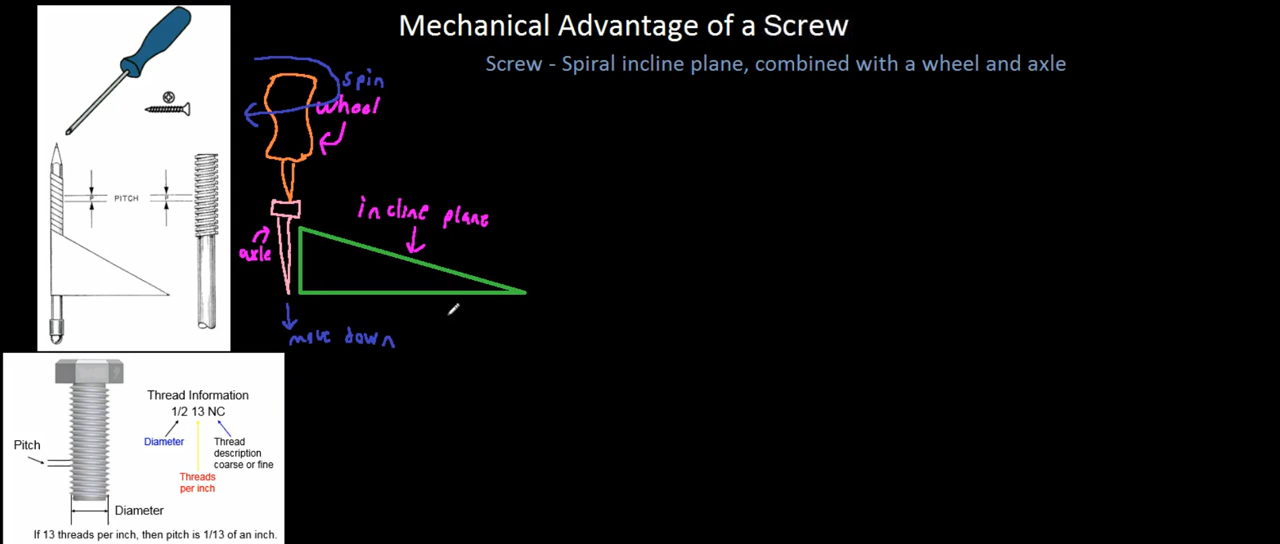 Mechanical Advantage of a Screw
Screw - Spiral incline plane, combined with a wheel and axle
spin
wheel
PITCH
P
P
incline plane
axle
move down
Thread Information
1/2 13 NC
Diameter
Thread
description
coarse or fine
Pitch
Threads
per inch
Diameter
If 13 threads per inch, then pitch is 1/13 of an inch.